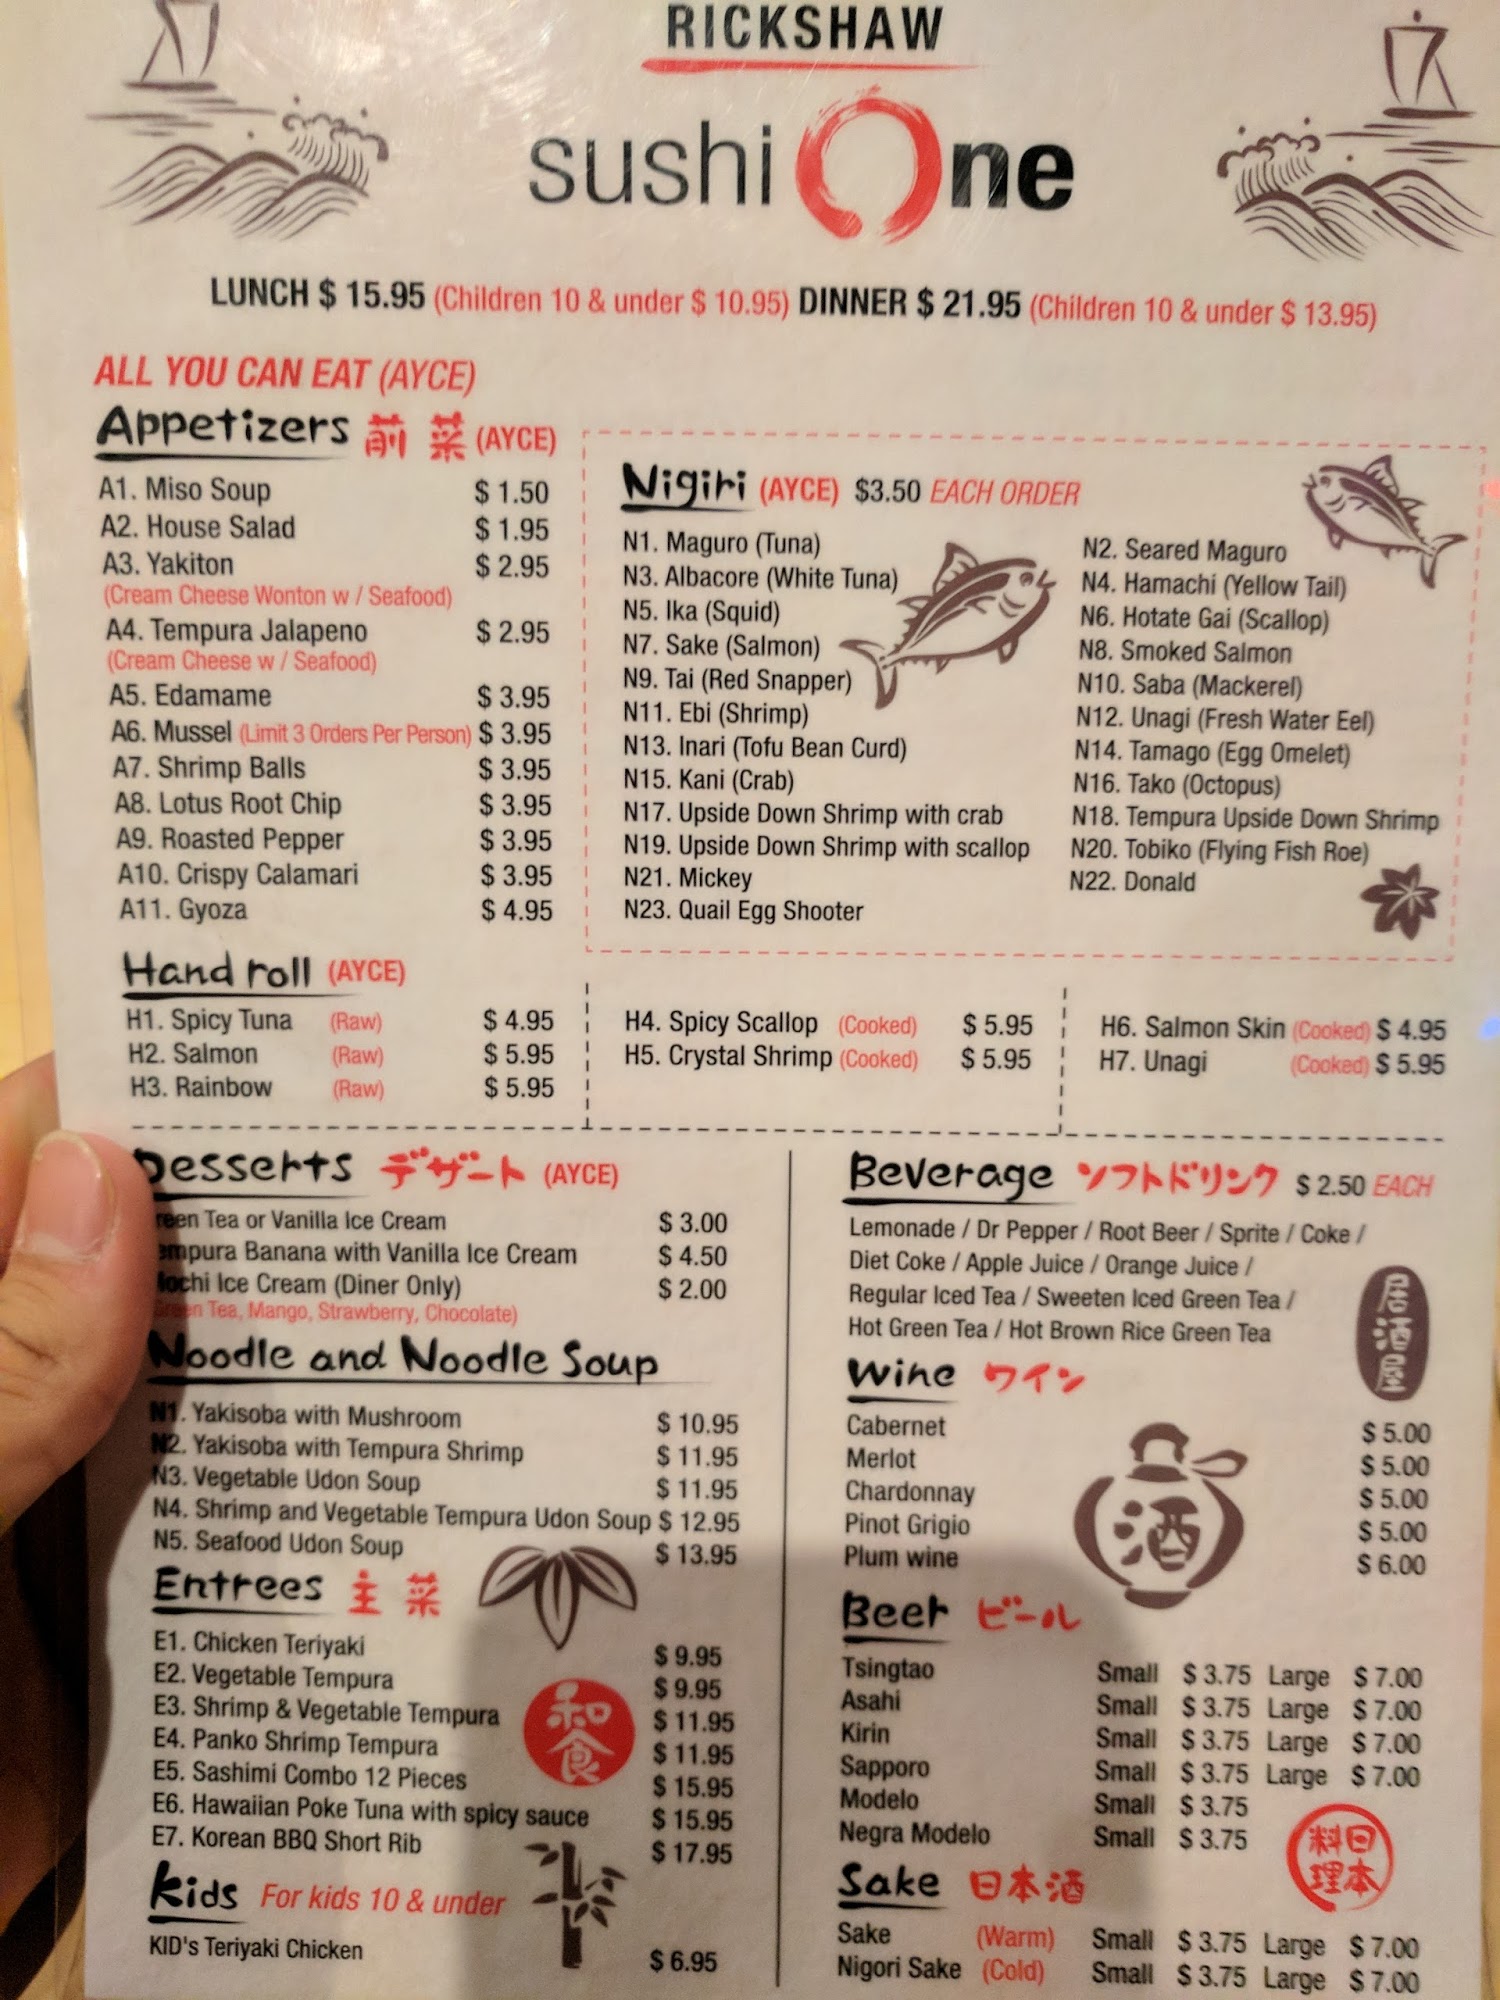 RICKSHAW
sushi One
LUNCH $ 15.95 (Children 10 & under $ 10.95) DINNER $ 21.95 (Children 10 & under $ 13.95)
ALL YOU CAN EAT (AYCE)
Appetizers 前菜 (AYCE)
A1. Miso Soup $ 1.50
A2. House Salad $ 1.95
A3. Yakiton $ 2.95
(Cream Cheese Wonton w / Seafood)
A4. Tempura Jalapeno $ 2.95
(Cream Cheese w / Seafood)
A5. Edamame $ 3.95
A6. Mussel (Limit 3 Orders Per Person) $ 3.95
A7. Shrimp Balls $ 3.95
A8. Lotus Root Chip $ 3.95
A9. Roasted Pepper $ 3.95
A10. Crispy Calamari $ 3.95
A11. Gyoza $ 4.95
Nigiri (AYCE) $3.50 EACH ORDER
N1. Maguro (Tuna)
N3. Albacore (White Tuna)
N5. Ika (Squid)
N7. Sake (Salmon)
N9. Tai (Red Snapper)
N11. Ebi (Shrimp)
N13. Inari (Tofu Bean Curd)
N15. Kani (Crab)
N17. Upside Down Shrimp with crab
N19. Upside Down Shrimp with scallop
N21. Mickey
N23. Quail Egg Shooter
N2. Seared Maguro
N4. Hamachi (Yellow Tail)
N6. Hotate Gai (Scallop)
N8. Smoked Salmon
N10. Saba (Mackerel)
N12. Unagi (Fresh Water Eel)
N14. Tamago (Egg Omelet)
N16. Tako (Octopus)
N18. Tempura Upside Down Shrimp
N20. Tobiko (Flying Fish Roe)
N22. Donald
Hand roll (AYCE)
H1. Spicy Tuna (Raw) $ 4.95
H2. Salmon (Raw) $ 5.95
H3. Rainbow (Raw) $ 5.95
H4. Spicy Scallop (Cooked) $ 5.95
H5. Crystal Shrimp (Cooked) $ 5.95
H6. Salmon Skin (Cooked) $ 4.95
H7. Unagi (Cooked) $ 5.95
Desserts デザート (AYCE)
Green Tea or Vanilla Ice Cream $ 3.00
Tempura Banana with Vanilla Ice Cream $ 4.50
Mochi Ice Cream (Diner Only) $ 2.00
(Green Tea, Mango, Strawberry, Chocolate)
Noodle and Noodle Soup
N1. Yakisoba with Mushroom $ 10.95
N2. Yakisoba with Tempura Shrimp $ 11.95
N3. Vegetable Udon Soup $ 11.95
N4. Shrimp and Vegetable Tempura Udon Soup $ 12.95
N5. Seafood Udon Soup $ 13.95
Entrees 主菜
E1. Chicken Teriyaki $ 9.95
E2. Vegetable Tempura $ 9.95
E3. Shrimp & Vegetable Tempura $ 11.95
E4. Panko Shrimp Tempura $ 11.95
E5. Sashimi Combo 12 Pieces $ 15.95
E6. Hawaiian Poke Tuna with spicy sauce $ 15.95
E7. Korean BBQ Short Rib $ 17.95
和食
Kids For kids 10 & under
KID's Teriyaki Chicken $ 6.95
Beverage ソフトドリンク $ 2.50 EACH
Lemonade / Dr Pepper / Root Beer / Sprite / Coke /
Diet Coke / Apple Juice / Orange Juice /
Regular Iced Tea / Sweeten Iced Green Tea /
Hot Green Tea / Hot Brown Rice Green Tea
居酒屋
Wine ワイン
Cabernet $ 5.00
Merlot $ 5.00
Chardonnay $ 5.00
Pinot Grigio $ 5.00
Plum wine $ 6.00
酒
Beer ビール
Tsingtao Small $ 3.75 Large $ 7.00
Asahi Small $ 3.75 Large $ 7.00
Kirin Small $ 3.75 Large $ 7.00
Sapporo Small $ 3.75 Large $ 7.00
Modelo Small $ 3.75
Negra Modelo Small $ 3.75
日本料理
Sake 日本酒
Sake (Warm) Small $ 3.75 Large $ 7.00
Nigori Sake (Cold) Small $ 3.75 Large $ 7.00